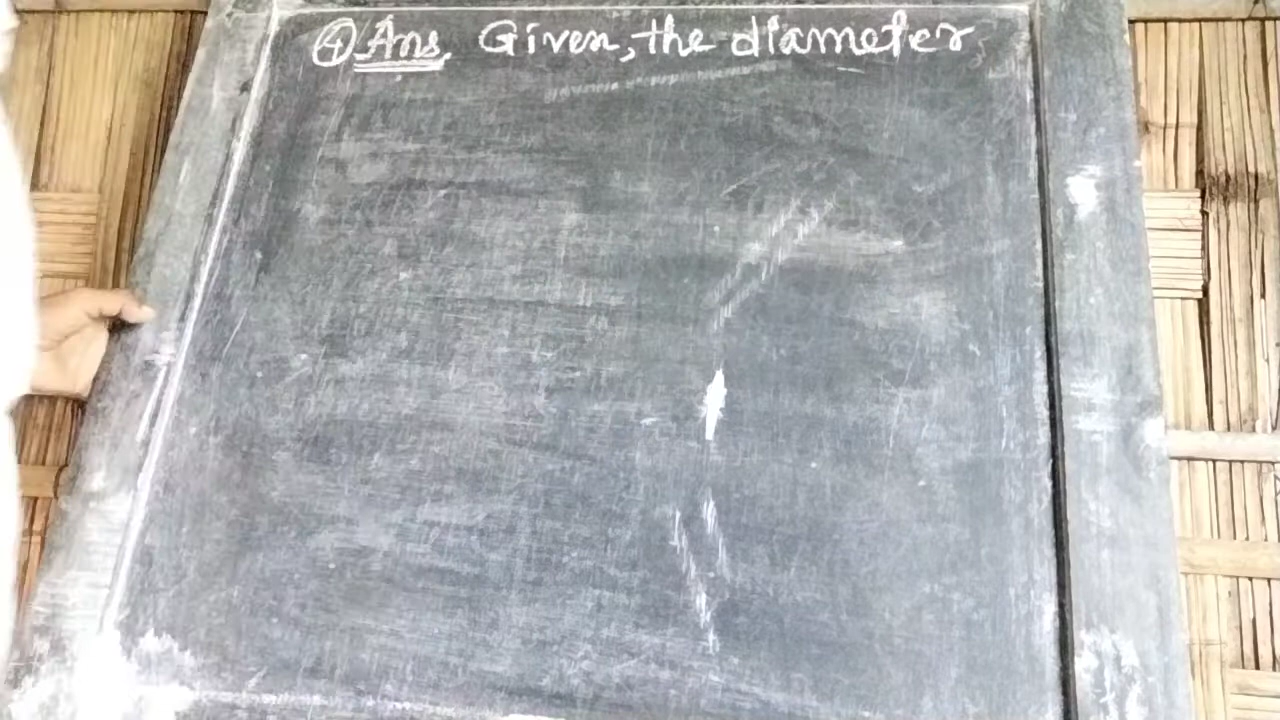 ④ Ans. Given, the diameter